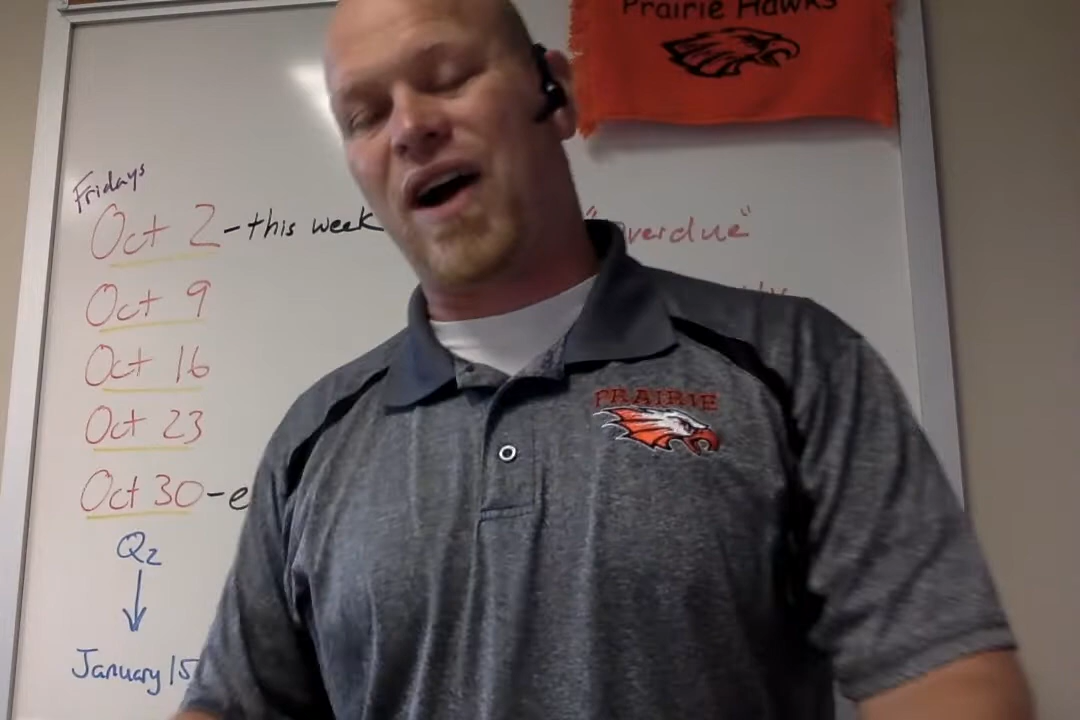 Prairie Hawks
Fridays
Oct 2 - this week
"Overdue"
Oct 9
Oct 16
Oct 23
Oct 30 - e
Q2
January 15
PRAIRIE